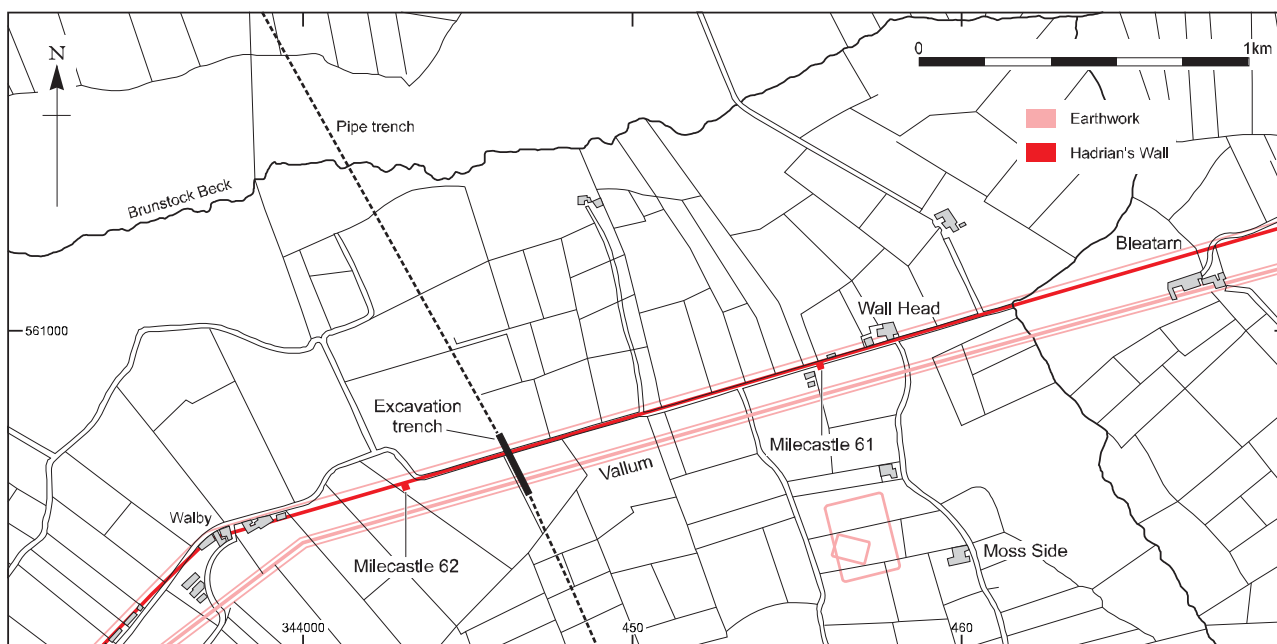 N
0
1km
Pipe trench
Earthwork
Hadrian's Wall
Brunstock Beck
Bleatarn
Wall Head
561000
Excavation
trench
Milecastle 61
Vallum
Walby
Milecastle 62
Moss Side
344000
450
460